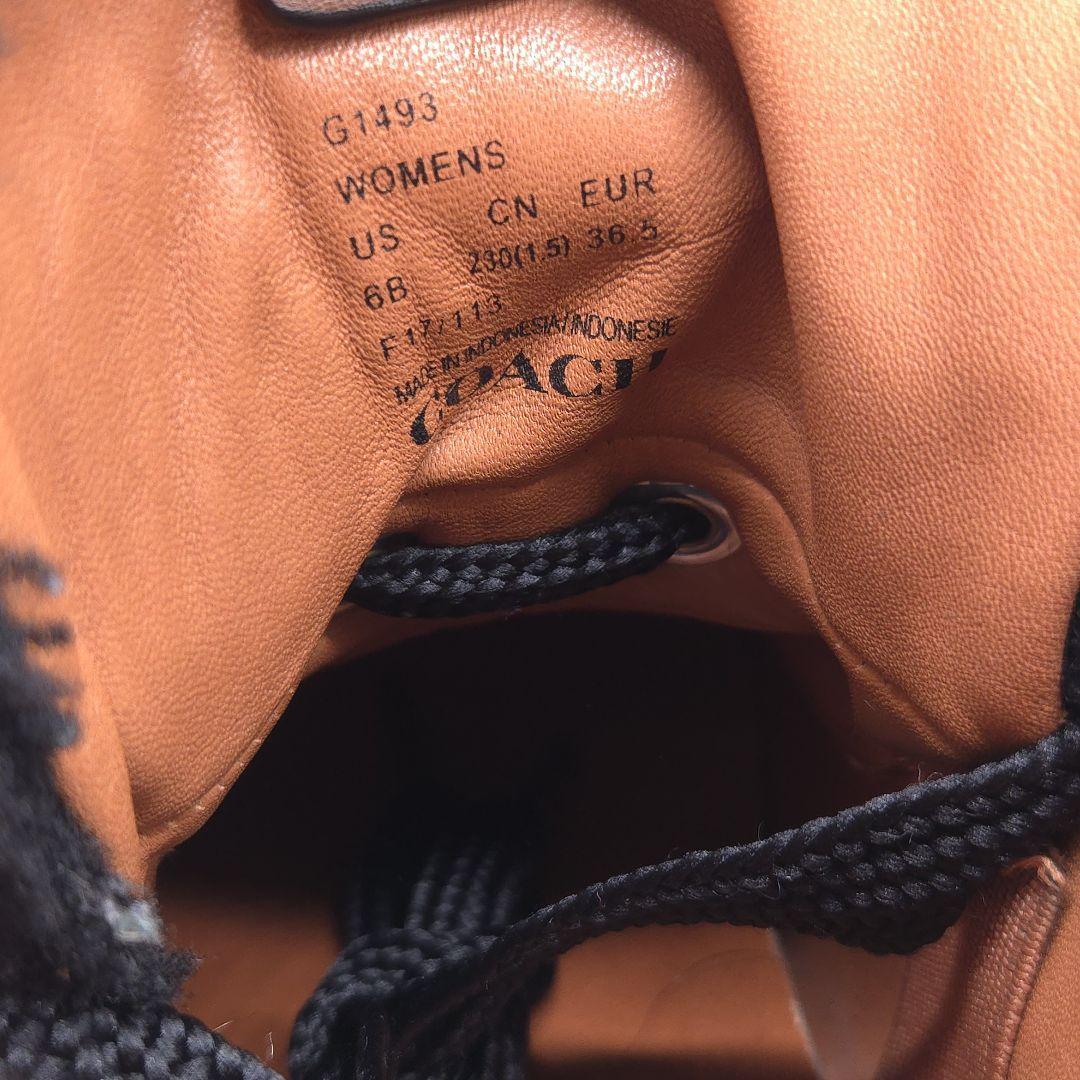 G1493
WOMENS
US CN EUR
6B 230(1.5) 36.5
F17/113
MADE IN INDONESIA/INDONESIE
COACH